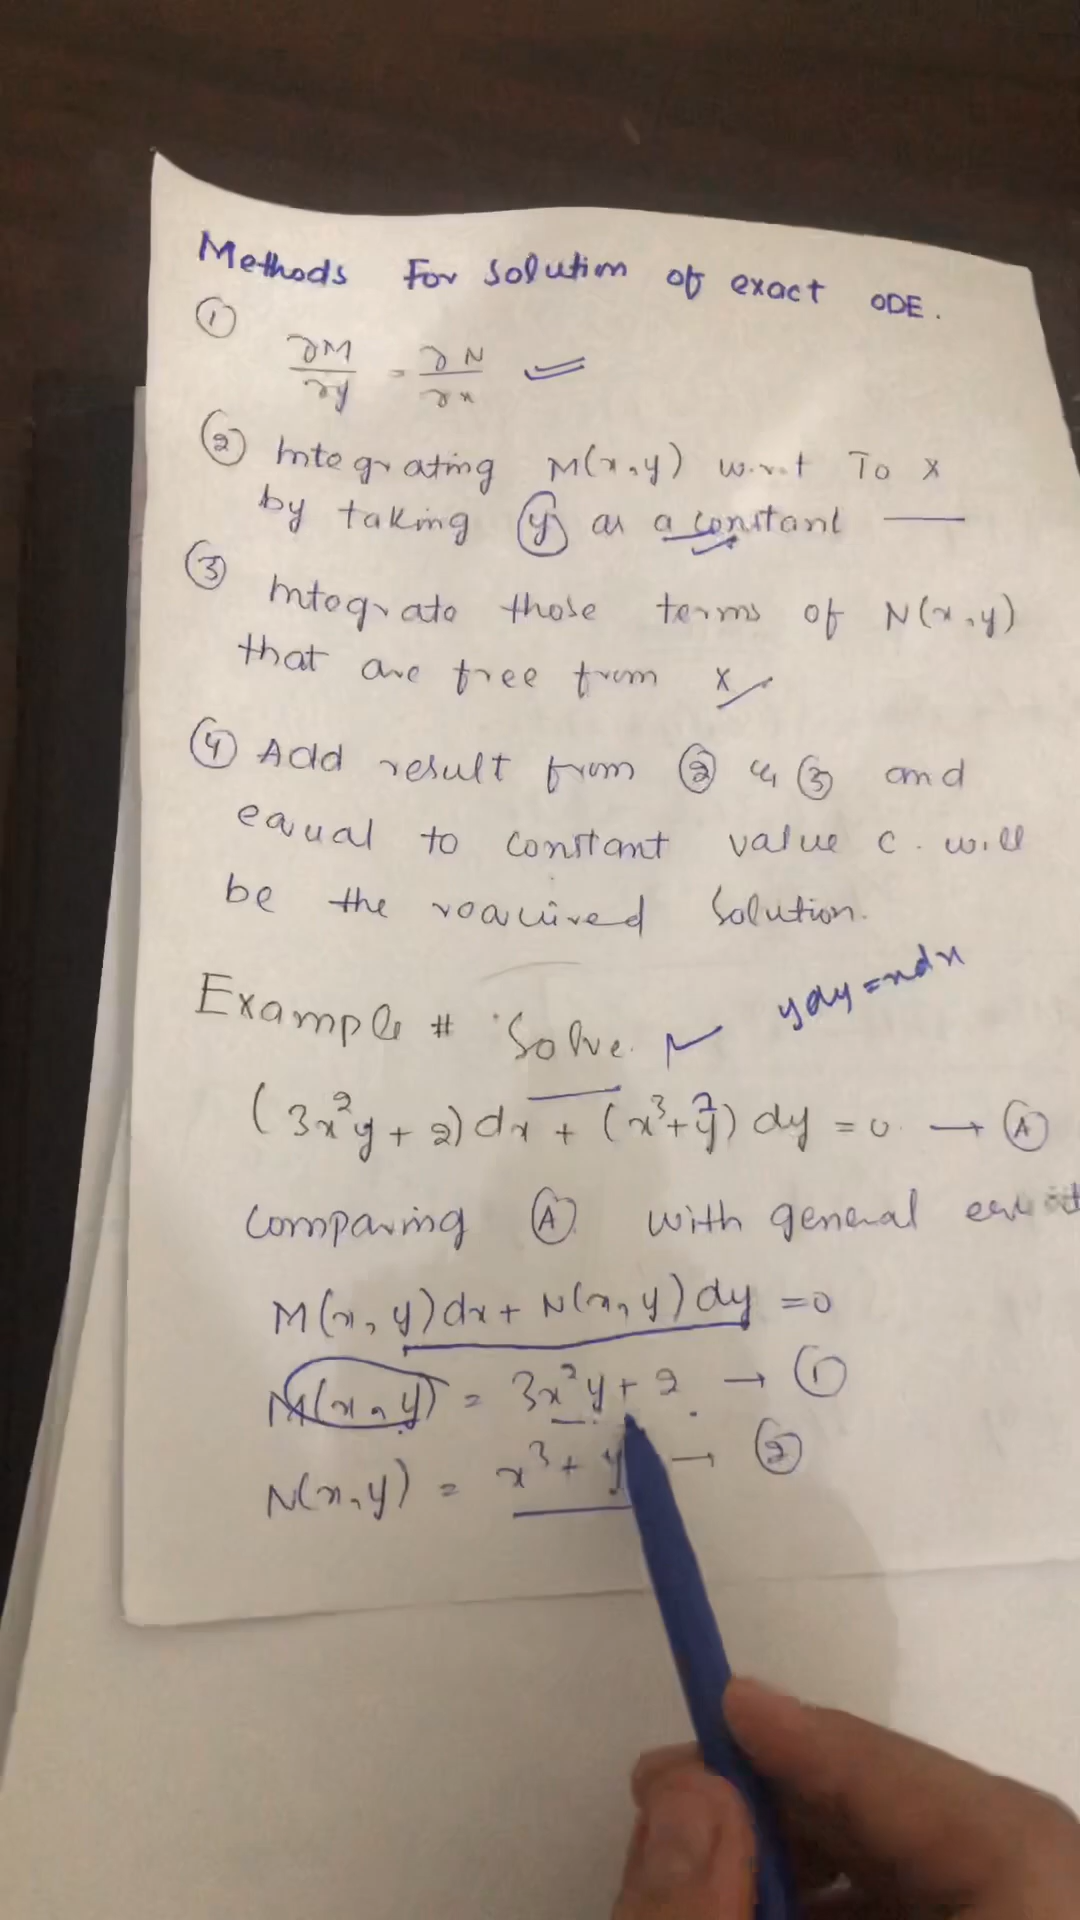 Methods For Solution of exact ODE.
① ∂M/∂y = ∂N/∂x
② Integrating M(x,y) w.r.t To x
by taking y as a constant
③ Integrate those terms of N(x,y)
that are free from x
④ Add result from ② & ③ and
equal to constant value c. will
be the required Solution.
ydy = xdx
Example # Solve.
(3x²y + 2) dx + (x³ + y) dy = 0 → Ⓐ
Comparing Ⓐ with general
M(x, y) dx + N(x, y) dy = 0
M(x, y) = 3x²y + 2 → ①
N(x, y) = x³ + y → ②